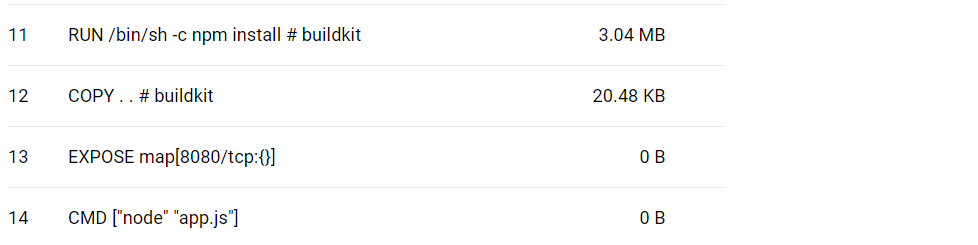 11 RUN /bin/sh -c npm install # buildkit 3.04 MB
12 COPY . . # buildkit 20.48 KB
13 EXPOSE map[8080/tcp:{}] 0 B
14 CMD ["node" "app.js"] 0 B